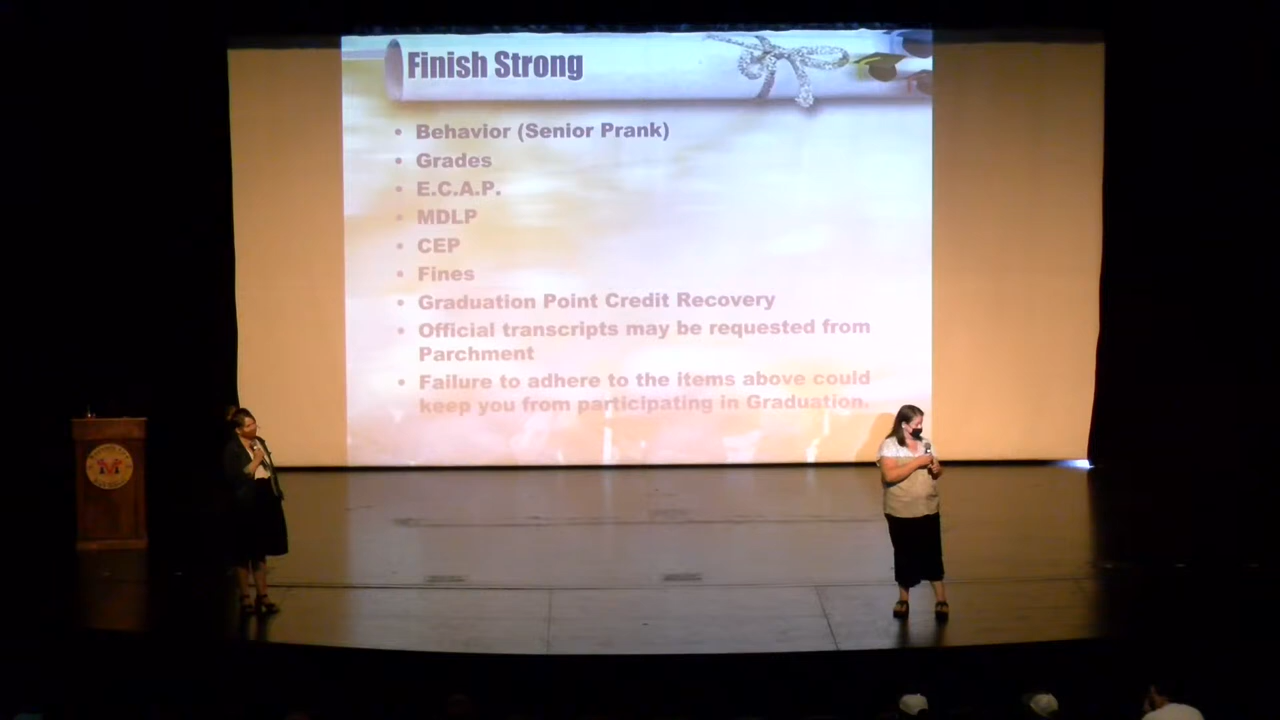 Finish Strong
• Behavior (Senior Prank)
• Grades
• E.C.A.P.
• MDLP
• CEP
• Fines
• Graduation Point Credit Recovery
• Official transcripts may be requested from
Parchment
• Failure to adhere to the items above could
keep you from participating in Graduation.
M